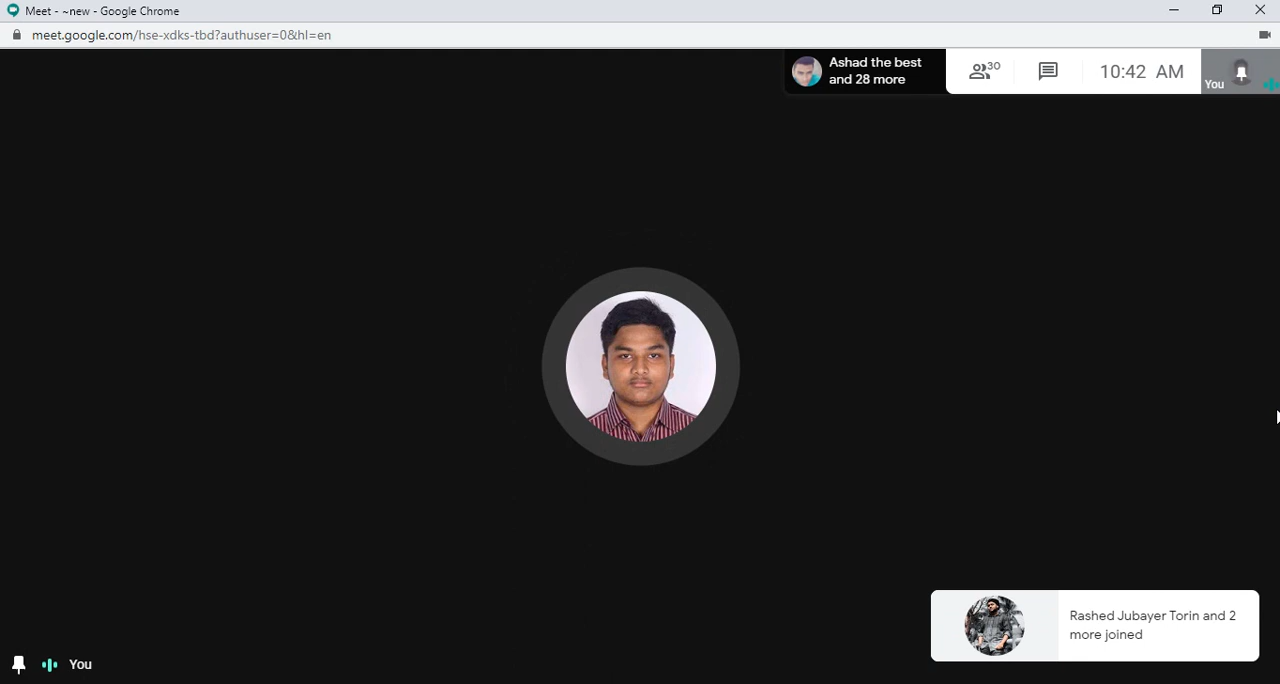 Meet - ~new - Google Chrome
meet.google.com/hse-xdks-tbd?authuser=0&hl=en
Ashad the best
and 28 more
30
10:42 AM
You
Rashed Jubayer Torin and 2
more joined
You